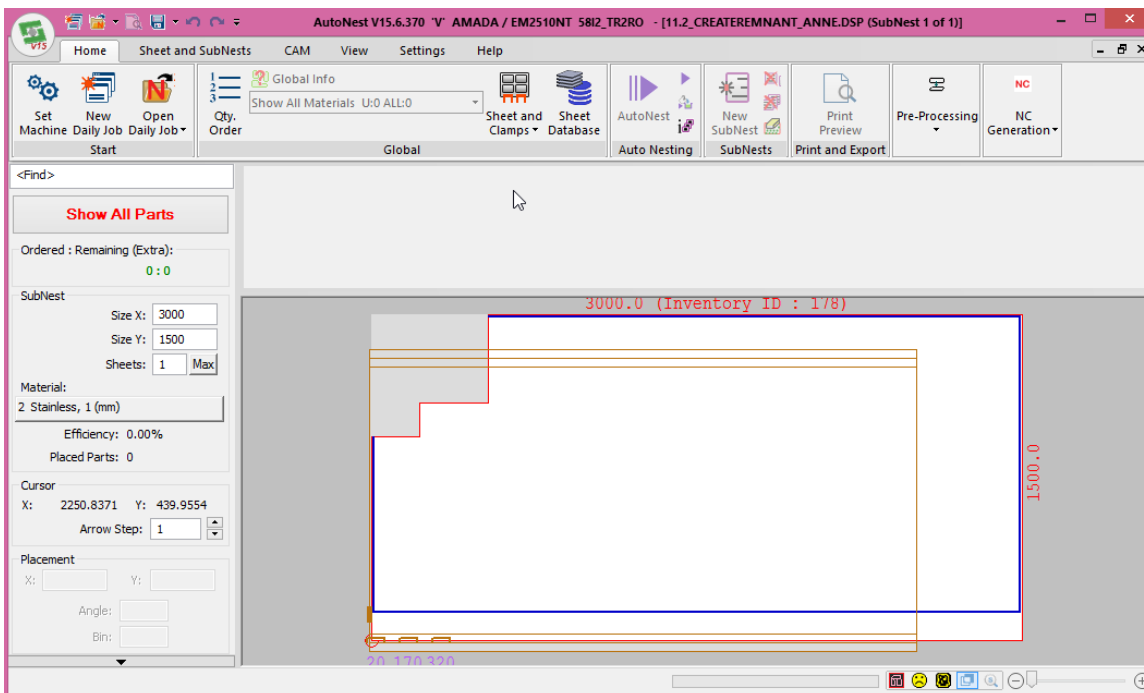 AutoNest V15.6.370 'V' AMADA / EM2510NT 58I2_TR2RO - [11.2_CREATEREMNANT_ANNE.DSP (SubNest 1 of 1)]
V15
Home Sheet and SubNests CAM View Settings Help
Set Machine
New Daily Job
Open Daily Job
Start
1 2 3
Qty. Order
Global Info
Show All Materials U:0 ALL:0
Sheet and Clamps
Sheet Database
Global
AutoNest
Auto Nesting
New SubNest
SubNests
Print Preview
Print and Export
Pre-Processing
NC
NC Generation
<Find>
Show All Parts
Ordered : Remaining (Extra):
0 : 0
SubNest
Size X: 3000
Size Y: 1500
Sheets: 1 Max
Material:
2 Stainless, 1 (mm)
Efficiency: 0.00%
Placed Parts: 0
Cursor
X: 2250.8371 Y: 439.9554
Arrow Step: 1
Placement
X: Y:
Angle:
Bin:
3000.0 (Inventory ID : 178)
1500.0
20 170 320